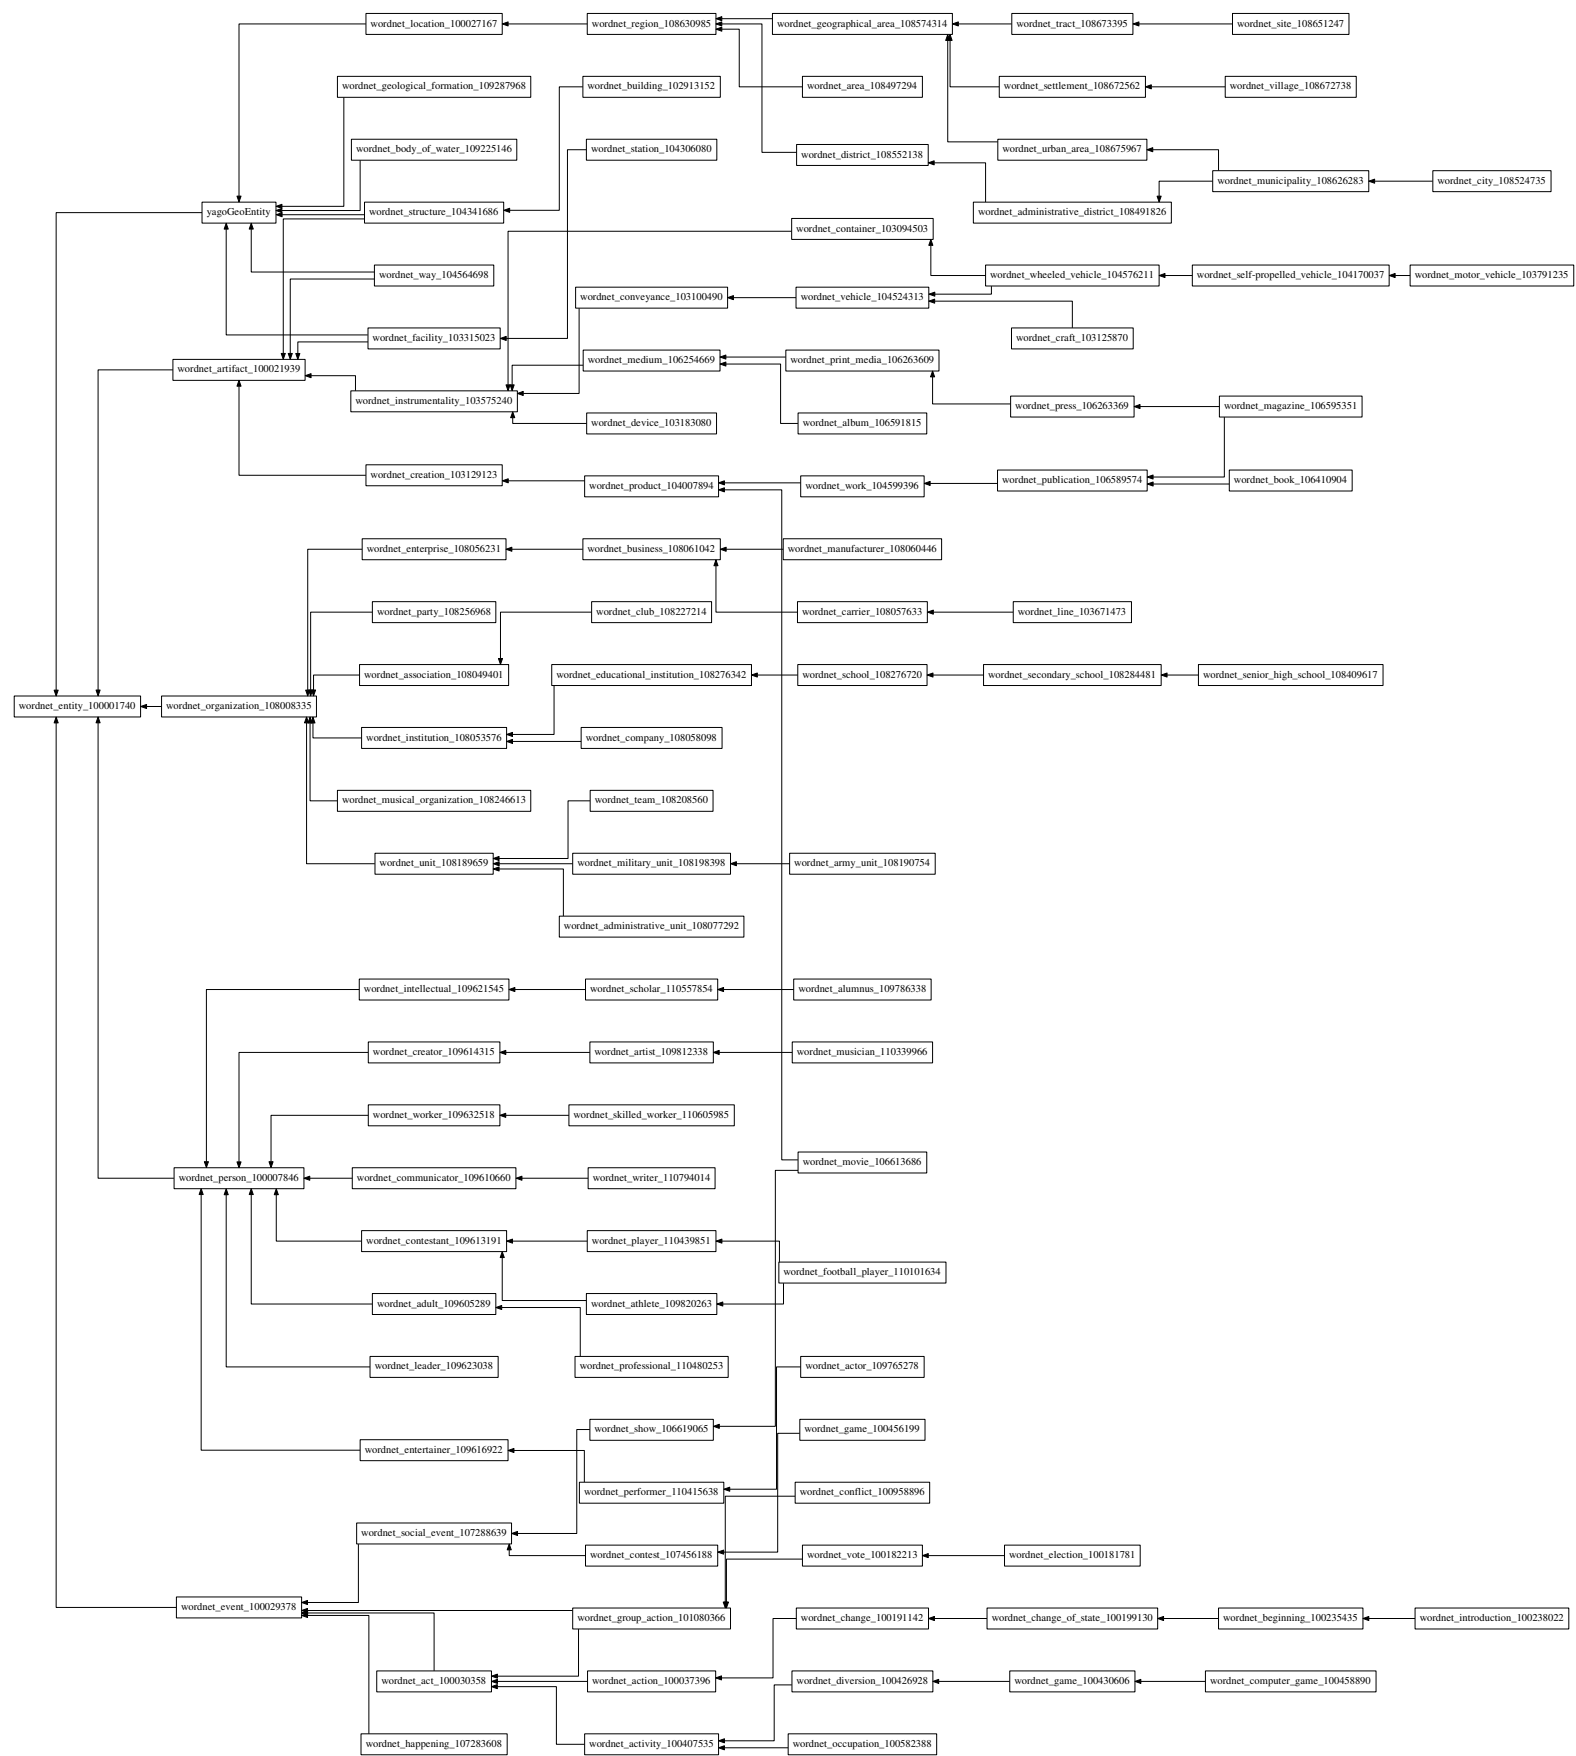 wordnet_location_100027167
wordnet_region_108630985
wordnet_geographical_area_108574314
wordnet_tract_108673395
wordnet_site_108651247
wordnet_geological_formation_109287968
wordnet_building_102913152
wordnet_area_108497294
wordnet_settlement_108672562
wordnet_village_108672738
wordnet_body_of_water_109225146
wordnet_station_104306080
wordnet_district_108552138
wordnet_urban_area_108675967
wordnet_municipality_108626283
wordnet_city_108524735
yagoGeoEntity
wordnet_structure_104341686
wordnet_administrative_district_108491826
wordnet_container_103094503
wordnet_way_104564698
wordnet_wheeled_vehicle_104576211
wordnet_self-propelled_vehicle_104170037
wordnet_motor_vehicle_103791235
wordnet_conveyance_103100490
wordnet_vehicle_104524313
wordnet_facility_103315023
wordnet_craft_103125870
wordnet_artifact_100021939
wordnet_medium_106254669
wordnet_print_media_106263609
wordnet_instrumentality_103575240
wordnet_press_106263369
wordnet_magazine_106595351
wordnet_device_103183080
wordnet_album_106591815
wordnet_creation_103129123
wordnet_product_104007894
wordnet_work_104599396
wordnet_publication_106589574
wordnet_book_106410904
wordnet_enterprise_108056231
wordnet_business_108061042
wordnet_manufacturer_108060446
wordnet_party_108256968
wordnet_club_108227214
wordnet_carrier_108057633
wordnet_line_103671473
wordnet_association_108049401
wordnet_educational_institution_108276342
wordnet_school_108276720
wordnet_secondary_school_108284481
wordnet_senior_high_school_108409617
wordnet_entity_100001740
wordnet_organization_108008335
wordnet_institution_108053576
wordnet_company_108058098
wordnet_musical_organization_108246613
wordnet_team_108208560
wordnet_unit_108189659
wordnet_military_unit_108198398
wordnet_army_unit_108190754
wordnet_administrative_unit_108077292
wordnet_intellectual_109621545
wordnet_scholar_110557854
wordnet_alumnus_109786338
wordnet_creator_109614315
wordnet_artist_109812338
wordnet_musician_110339966
wordnet_worker_109632518
wordnet_skilled_worker_110605985
wordnet_movie_106613686
wordnet_person_100007846
wordnet_communicator_109610660
wordnet_writer_110794014
wordnet_contestant_109613191
wordnet_player_110439851
wordnet_football_player_110101634
wordnet_adult_109605289
wordnet_athlete_109820263
wordnet_leader_109623038
wordnet_professional_110480253
wordnet_actor_109765278
wordnet_show_106619065
wordnet_game_100456199
wordnet_entertainer_109616922
wordnet_performer_110415638
wordnet_conflict_100958896
wordnet_social_event_107288639
wordnet_contest_107456188
wordnet_vote_100182213
wordnet_election_100181781
wordnet_event_100029378
wordnet_group_action_101080366
wordnet_change_100191142
wordnet_change_of_state_100199130
wordnet_beginning_100235435
wordnet_introduction_100238022
wordnet_act_100030358
wordnet_action_100037396
wordnet_diversion_100426928
wordnet_game_100430606
wordnet_computer_game_100458890
wordnet_happening_107283608
wordnet_activity_100407535
wordnet_occupation_100582388